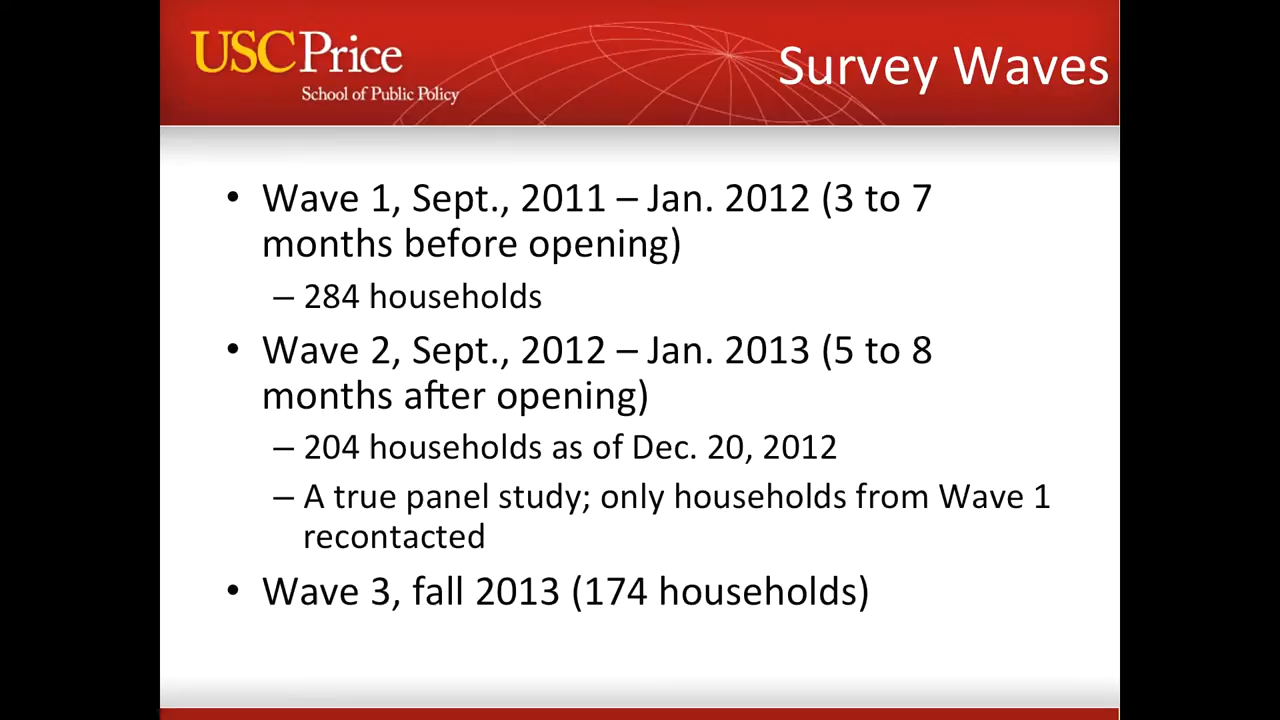 USCPrice
School of Public Policy
Survey Waves
• Wave 1, Sept., 2011 – Jan. 2012 (3 to 7
months before opening)
– 284 households
• Wave 2, Sept., 2012 – Jan. 2013 (5 to 8
months after opening)
– 204 households as of Dec. 20, 2012
– A true panel study; only households from Wave 1
recontacted
• Wave 3, fall 2013 (174 households)